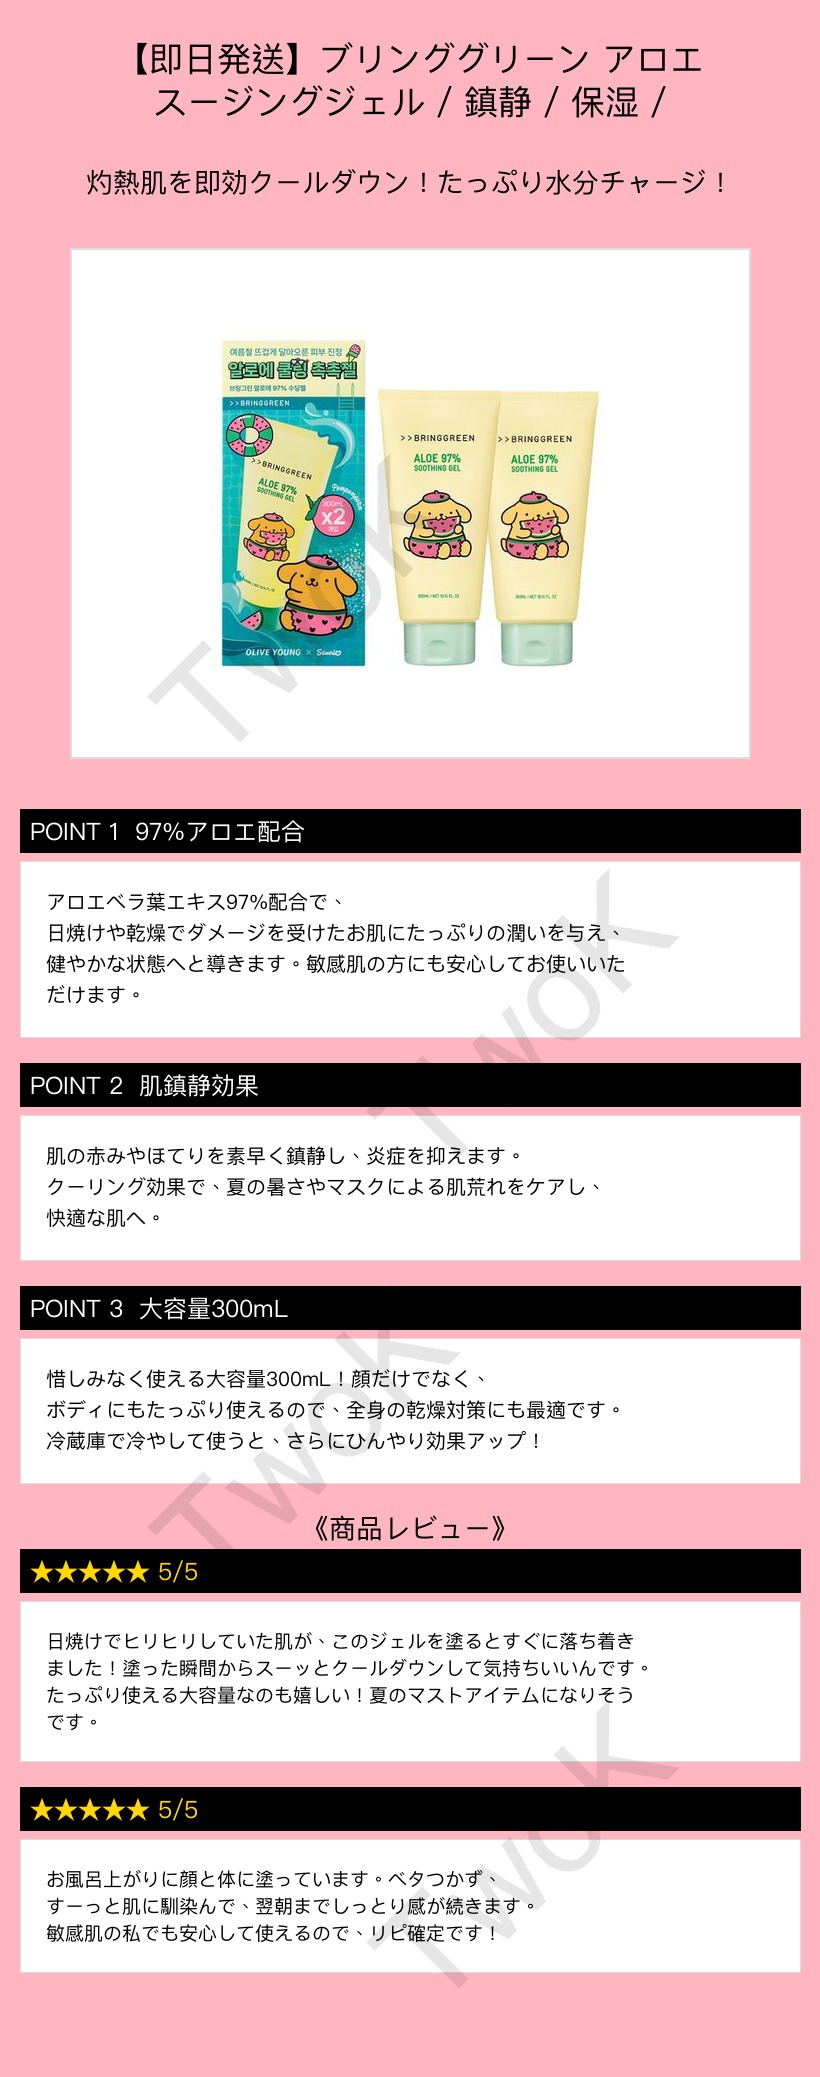 【即日発送】ブリンググリーン アロエ
スージングジェル / 鎮静 / 保湿 /
灼熱肌を即効クールダウン！たっぷり水分チャージ！
여름철 뜨겁게 달아오른 피부 진정
알로에 쿨링 촉촉젤
브링그린 알로에 97% 수딩젤
>>BRINGGREEN
>>BRINGGREEN
ALOE 97%
SOOTHING GEL
Pompompurin
300mL
x2
개입
OLIVE YOUNG × Sanrio
>>BRINGGREEN
ALOE 97%
SOOTHING GEL
300ML / NET 10.14 FL. OZ
>>BRINGGREEN
ALOE 97%
SOOTHING GEL
300ML / NET 10.14 FL. OZ
POINT 1 97%アロエ配合
アロエベラ葉エキス97%配合で、
日焼けや乾燥でダメージを受けたお肌にたっぷりの潤いを与え、
健やかな状態へと導きます。敏感肌の方にも安心してお使いいた
だけます。
POINT 2 肌鎮静効果
肌の赤みやほてりを素早く鎮静し、炎症を抑えます。
クーリング効果で、夏の暑さやマスクによる肌荒れをケアし、
快適な肌へ。
POINT 3 大容量300mL
惜しみなく使える大容量300mL！顔だけでなく、
ボディにもたっぷり使えるので、全身の乾燥対策にも最適です。
冷蔵庫で冷やして使うと、さらにひんやり効果アップ！
《商品レビュー》
★★★★★ 5/5
日焼けでヒリヒリしていた肌が、このジェルを塗るとすぐに落ち着き
ました！塗った瞬間からスーッとクールダウンして気持ちいいんです。
たっぷり使える大容量なのも嬉しい！夏のマストアイテムになりそう
です。
★★★★★ 5/5
お風呂上がりに顔と体に塗っています。ベタつかず、
すーっと肌に馴染んで、翌朝までしっとり感が続きます。
敏感肌の私でも安心して使えるので、リピ確定です！
TwoK
TwoK
TwoK
TwoK